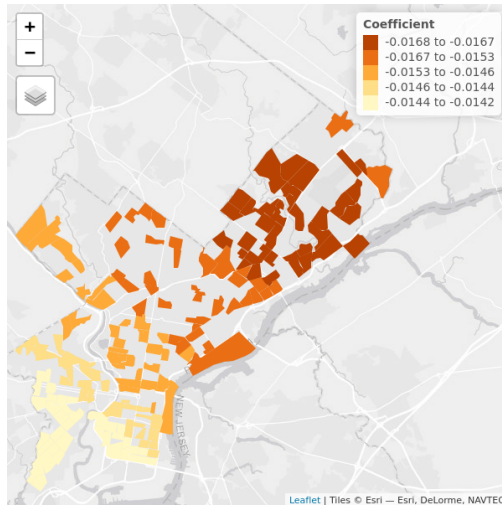 +
−
Coefficient
-0.0168 to -0.0167
-0.0167 to -0.0153
-0.0153 to -0.0146
-0.0146 to -0.0144
-0.0144 to -0.0142
NEW JERSEY
Leaflet | Tiles © Esri — Esri, DeLorme, NAVTEQ